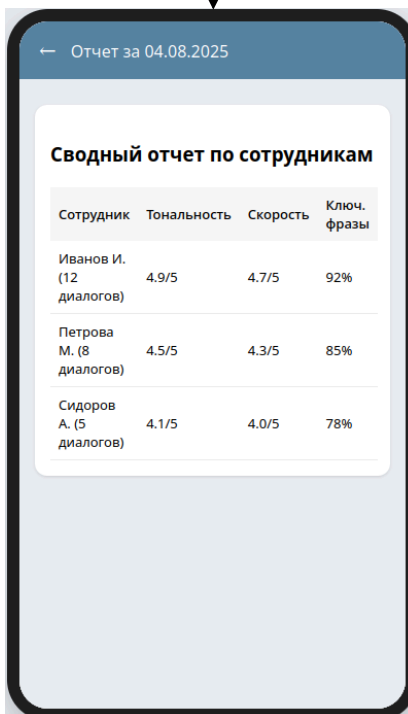 ← Отчет за 04.08.2025
Сводный отчет по сотрудникам
Сотрудник Тональность Скорость Ключ. фразы
Иванов И. (12 диалогов) 4.9/5 4.7/5 92%
Петрова М. (8 диалогов) 4.5/5 4.3/5 85%
Сидоров А. (5 диалогов) 4.1/5 4.0/5 78%